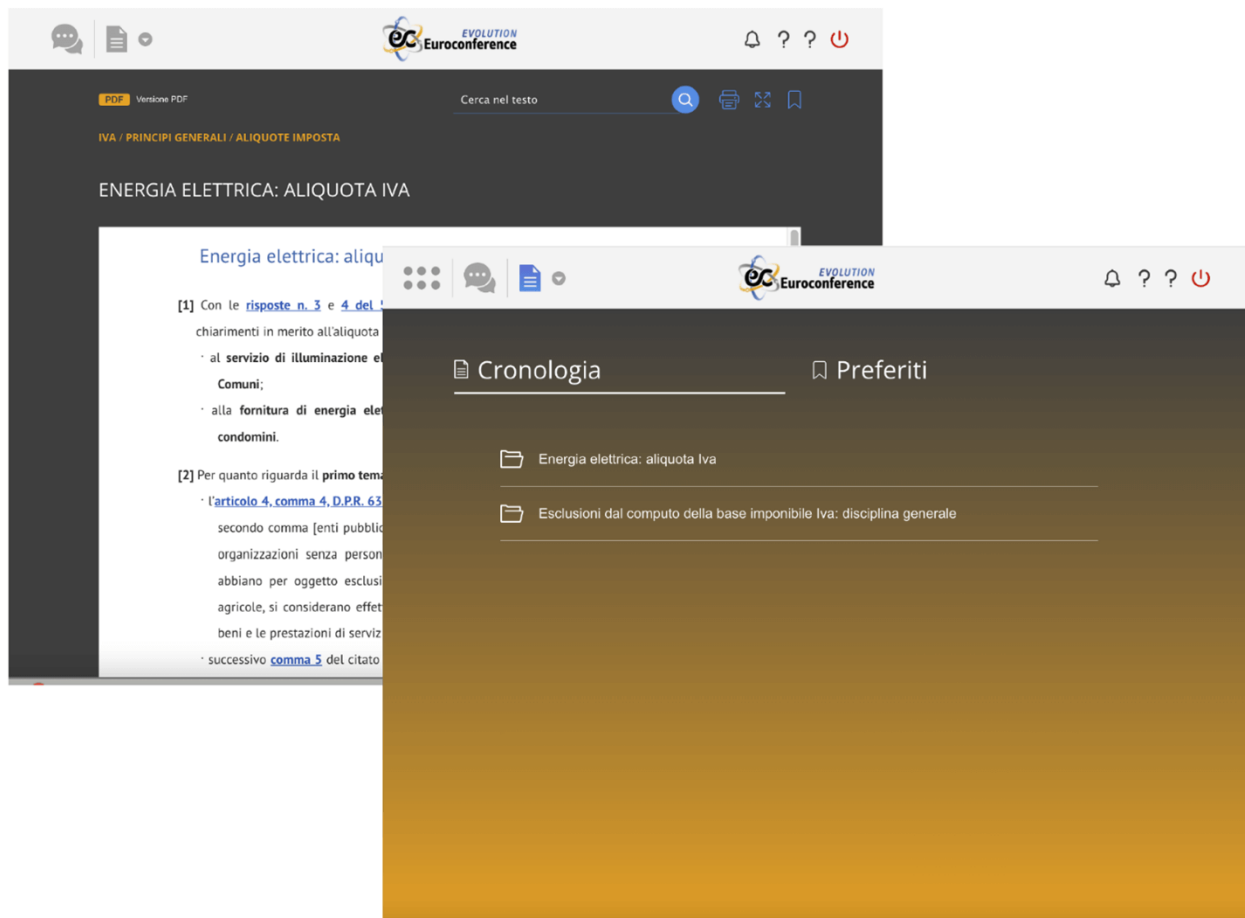 EVOLUTION
Euroconference
? ?
PDF Versione PDF
Cerca nel testo
IVA / PRINCIPI GENERALI / ALIQUOTE IMPOSTA
ENERGIA ELETTRICA: ALIQUOTA IVA
Energia elettrica: aliqu
[1] Con le risposte n. 3 e 4 del
chiarimenti in merito all'aliquota
· al servizio di illuminazione el
Comuni;
· alla fornitura di energia elet
condomini.
[2] Per quanto riguarda il primo tema
· l'articolo 4, comma 4, D.P.R. 63
secondo comma [enti pubblic
organizzazioni senza person
abbiano per oggetto esclusi
agricole, si considerano effet
beni e le prestazioni di serviz
· successivo comma 5 del citato
EVOLUTION
Euroconference
? ?
Cronologia
Preferiti
Energia elettrica: aliquota Iva
Esclusioni dal computo della base imponibile Iva: disciplina generale